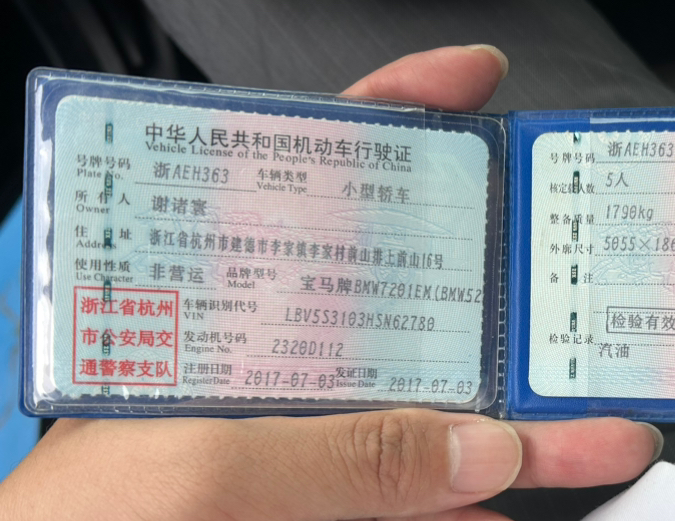 中华人民共和国机动车行驶证
Vehicle License of the People's Republic of China
号牌号码 浙AEH363 车辆类型 小型轿车
Plate No. Vehicle Type
所有人 谢诸寰
Owner
住址 浙江省杭州市建德市李家镇李家村前山排上前山16号
Address
使用性质 非营运 品牌型号 宝马牌BMW7201EM(BMW52
Use Character Model
浙江省杭州
市公安局交
通警察支队
车辆识别代号 LBV5S3103HSN62780
VIN
发动机号码 2320D112
Engine No.
注册日期 2017-07-03 发证日期 2017-07-03
Register Date Issue Date
号牌号码 浙AEH363
核定载人数 5人
整备质量 1790kg
外廓尺寸 5055×186
备注
检验有效
检验记录
汽油